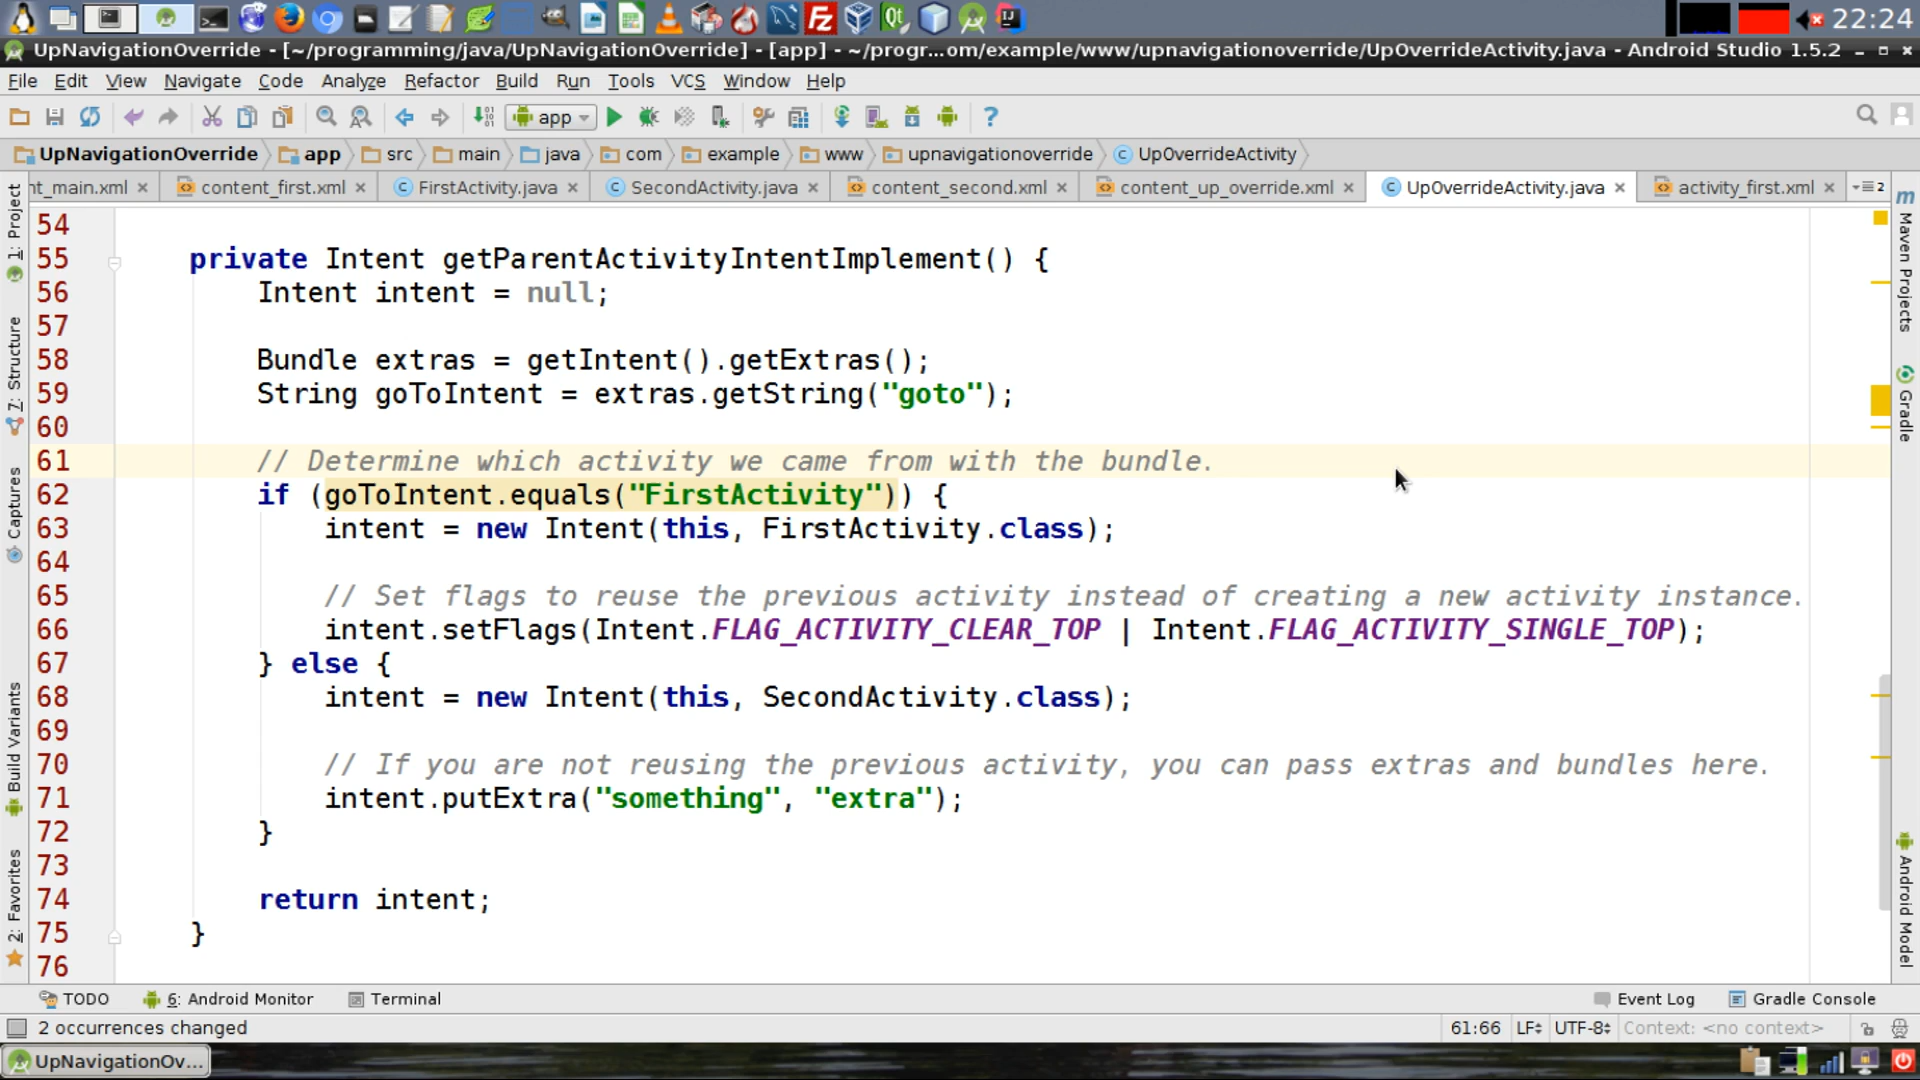 22:24
UpNavigationOverride - [~/programming/java/UpNavigationOverride] - [app] - ~/progr...om/example/www/upnavigationoverride/UpOverrideActivity.java - Android Studio 1.5.2
File Edit View Navigate Code Analyze Refactor Build Run Tools VCS Window Help
app
UpNavigationOverride app src main java com example www upnavigationoverride UpOverrideActivity
nt_main.xml content_first.xml FirstActivity.java SecondActivity.java content_second.xml content_up_override.xml UpOverrideActivity.java activity_first.xml 2
1: Project
7: Structure
Captures
Build Variants
2: Favorites
54
55 private Intent getParentActivityIntentImplement() {
56 Intent intent = null;
57
58 Bundle extras = getIntent().getExtras();
59 String goToIntent = extras.getString("goto");
60
61 // Determine which activity we came from with the bundle.
62 if (goToIntent.equals("FirstActivity")) {
63 intent = new Intent(this, FirstActivity.class);
64
65 // Set flags to reuse the previous activity instead of creating a new activity instance.
66 intent.setFlags(Intent.FLAG_ACTIVITY_CLEAR_TOP | Intent.FLAG_ACTIVITY_SINGLE_TOP);
67 } else {
68 intent = new Intent(this, SecondActivity.class);
69
70 // If you are not reusing the previous activity, you can pass extras and bundles here.
71 intent.putExtra("something", "extra");
72 }
73
74 return intent;
75 }
76
Maven Projects
Gradle
Android Model
TODO 6: Android Monitor Terminal Event Log Gradle Console
2 occurrences changed 61:66 LF UTF-8 Context: <no context>
UpNavigationOv...